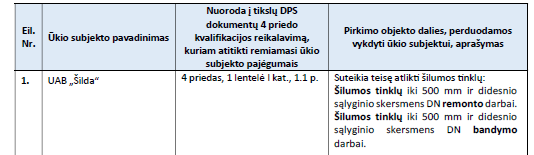 Eil.
Nr.
Ūkio subjekto pavadinimas
Nuoroda į tikslų DPS
dokumentų 4 priedo
kvalifikacijos reikalavimą,
kuriam atitikti remiamasi ūkio
subjekto pajėgumais
Pirkimo objekto dalies, perduodamos
vykdyti ūkio subjektui, aprašymas
1.
UAB „Šilda“
4 priedas, 1 lentelė I kat., 1.1 p.
Suteikia teisę atlikti šilumos tinklų:
Šilumos tinklų iki 500 mm ir didesnio
sąlyginio skersmens DN remonto darbai.
Šilumos tinklų iki 500 mm ir didesnio
sąlyginio skersmens DN bandymo
darbai.